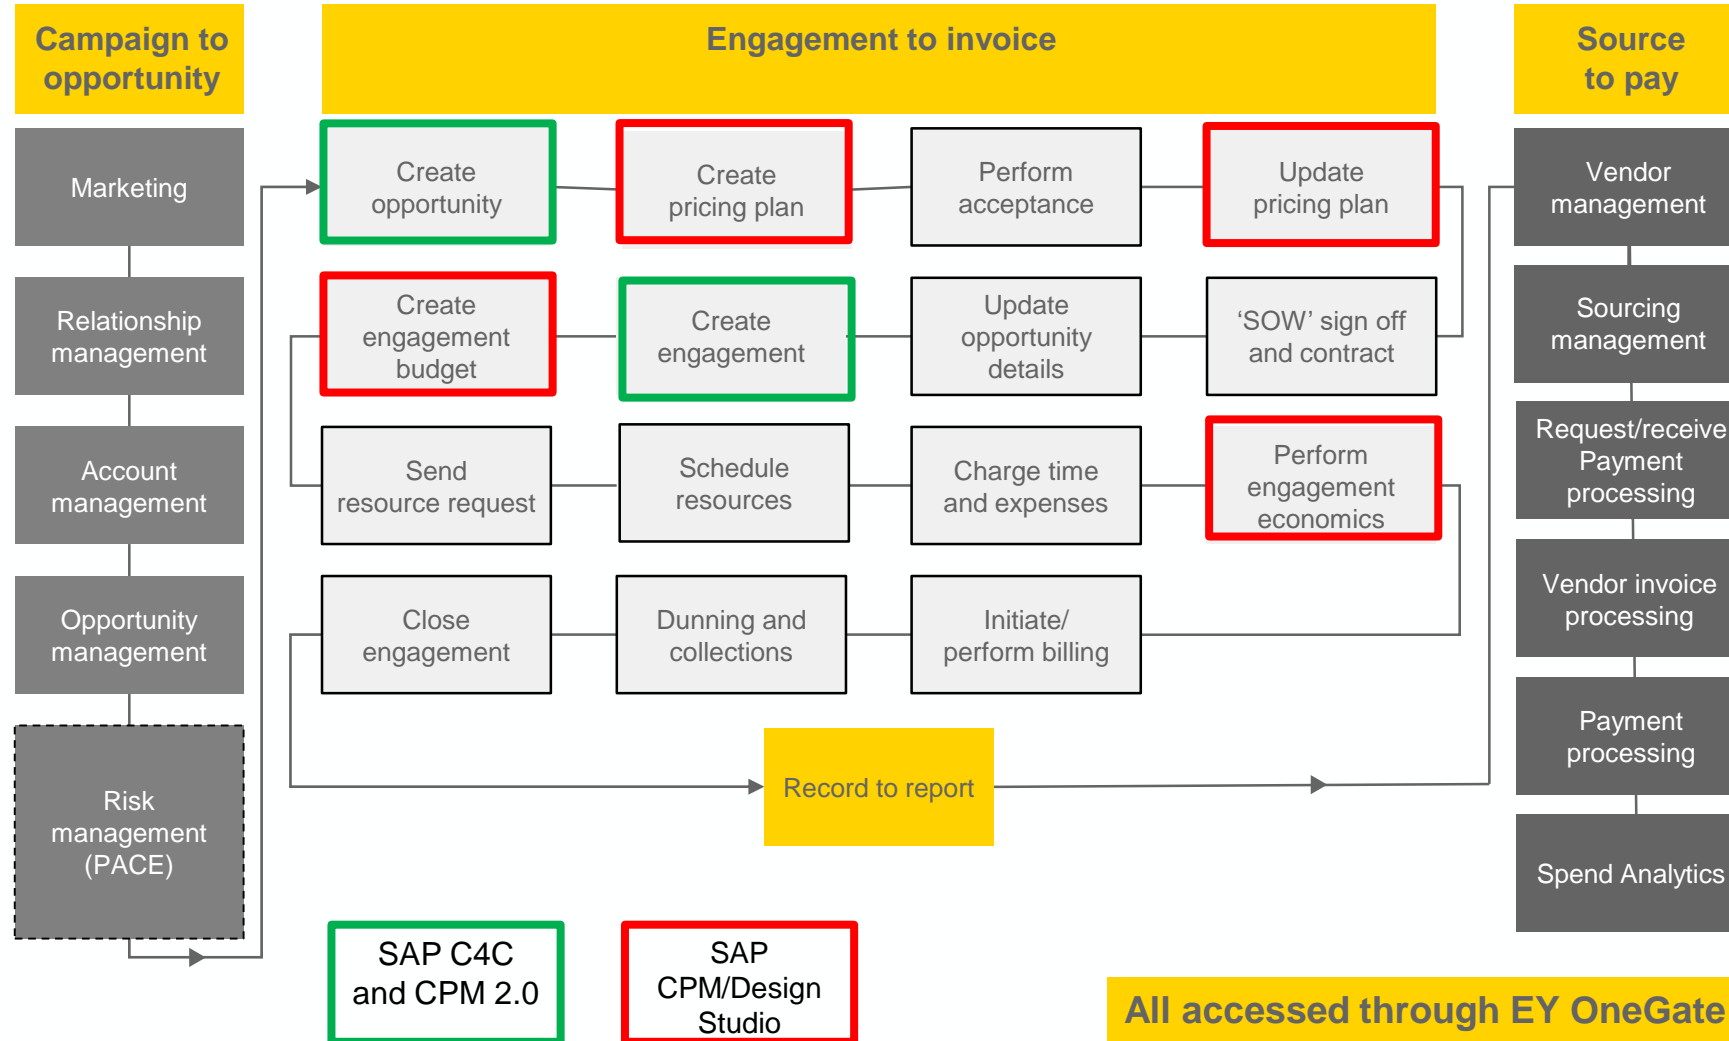 Campaign to
opportunity
Engagement to invoice
Source
to pay
Marketing
Relationship
management
Account
management
Opportunity
management
Risk
management
(PACE)
Create
opportunity
Create
pricing plan
Perform
acceptance
Update
pricing plan
Create
engagement
budget
Create
engagement
Update
opportunity
details
‘SOW’ sign off
and contract
Send
resource request
Schedule
resources
Charge time
and expenses
Perform
engagement
economics
Close
engagement
Dunning and
collections
Initiate/
perform billing
Record to report
Vendor
management
Sourcing
management
Request/receive
Payment
processing
Vendor invoice
processing
Payment
processing
Spend Analytics
SAP C4C
and CPM 2.0
SAP
CPM/Design
Studio
All accessed through EY OneGate